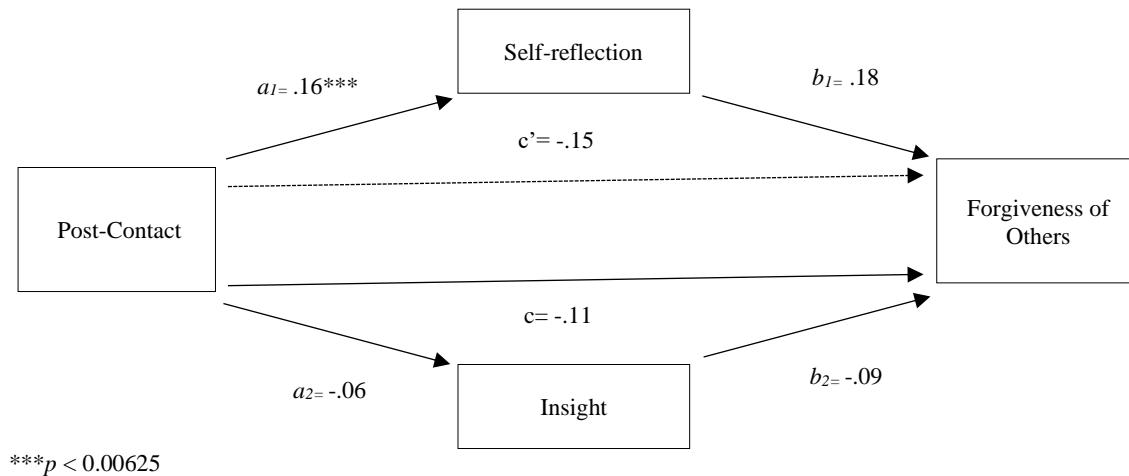 Self-reflection
a1= .16***
b1= .18
c’= -.15
Post-Contact
Forgiveness of
Others
c= -.11
a2= -.06
b2= -.09
Insight
***p < 0.00625